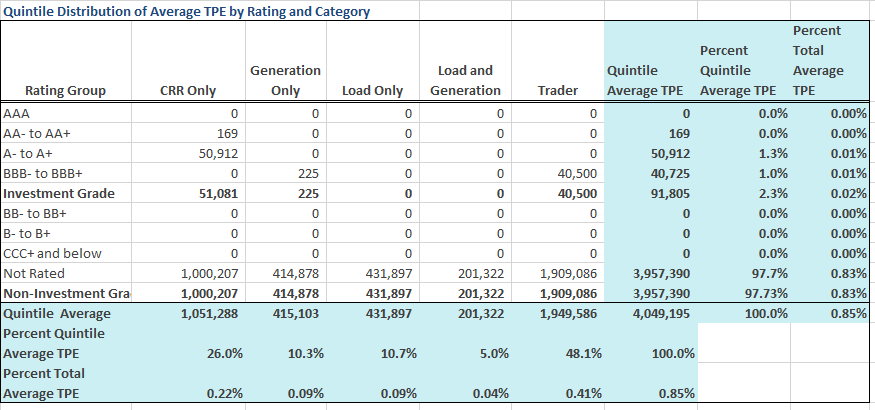 Quintile Distribution of Average TPE by Rating and Category
Rating Group CRR Only Generation Only Load Only Load and Generation Trader Quintile Average TPE Percent Quintile Average TPE Percent Total Average TPE
AAA 0 0 0 0 0 0 0.0% 0.00%
AA- to AA+ 169 0 0 0 0 169 0.0% 0.00%
A- to A+ 50,912 0 0 0 0 50,912 1.3% 0.01%
BBB- to BBB+ 0 225 0 0 40,500 40,725 1.0% 0.01%
Investment Grade 51,081 225 0 0 40,500 91,805 2.3% 0.02%
BB- to BB+ 0 0 0 0 0 0 0.0% 0.00%
B- to B+ 0 0 0 0 0 0 0.0% 0.00%
CCC+ and below 0 0 0 0 0 0 0.0% 0.00%
Not Rated 1,000,207 414,878 431,897 201,322 1,909,086 3,957,390 97.7% 0.83%
Non-Investment Gra 1,000,207 414,878 431,897 201,322 1,909,086 3,957,390 97.73% 0.83%
Quintile Average 1,051,288 415,103 431,897 201,322 1,949,586 4,049,195 100.0% 0.85%
Percent Quintile
Average TPE 26.0% 10.3% 10.7% 5.0% 48.1% 100.0%
Percent Total
Average TPE 0.22% 0.09% 0.09% 0.04% 0.41% 0.85%